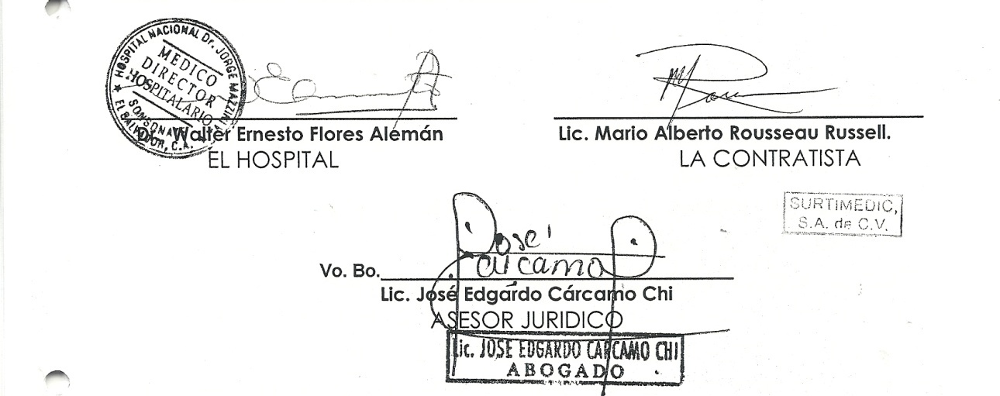 HOSPITAL NACIONAL Dr. JORGE MAZZINI
MEDICO
DIRECTOR
HOSPITALARIO
SONSONATE
EL SALVADOR, C.A.
Dr. Walter Ernesto Flores Alemán
EL HOSPITAL
Lic. Mario Alberto Rousseau Russell.
LA CONTRATISTA
SURTIMEDIC,
S.A. de C.V.
José
Carcamo
Vo. Bo.
Lic. José Edgardo Cárcamo Chi
ASESOR JURIDICO
Lic. JOSE EDGARDO CARCAMO CHI
ABOGADO